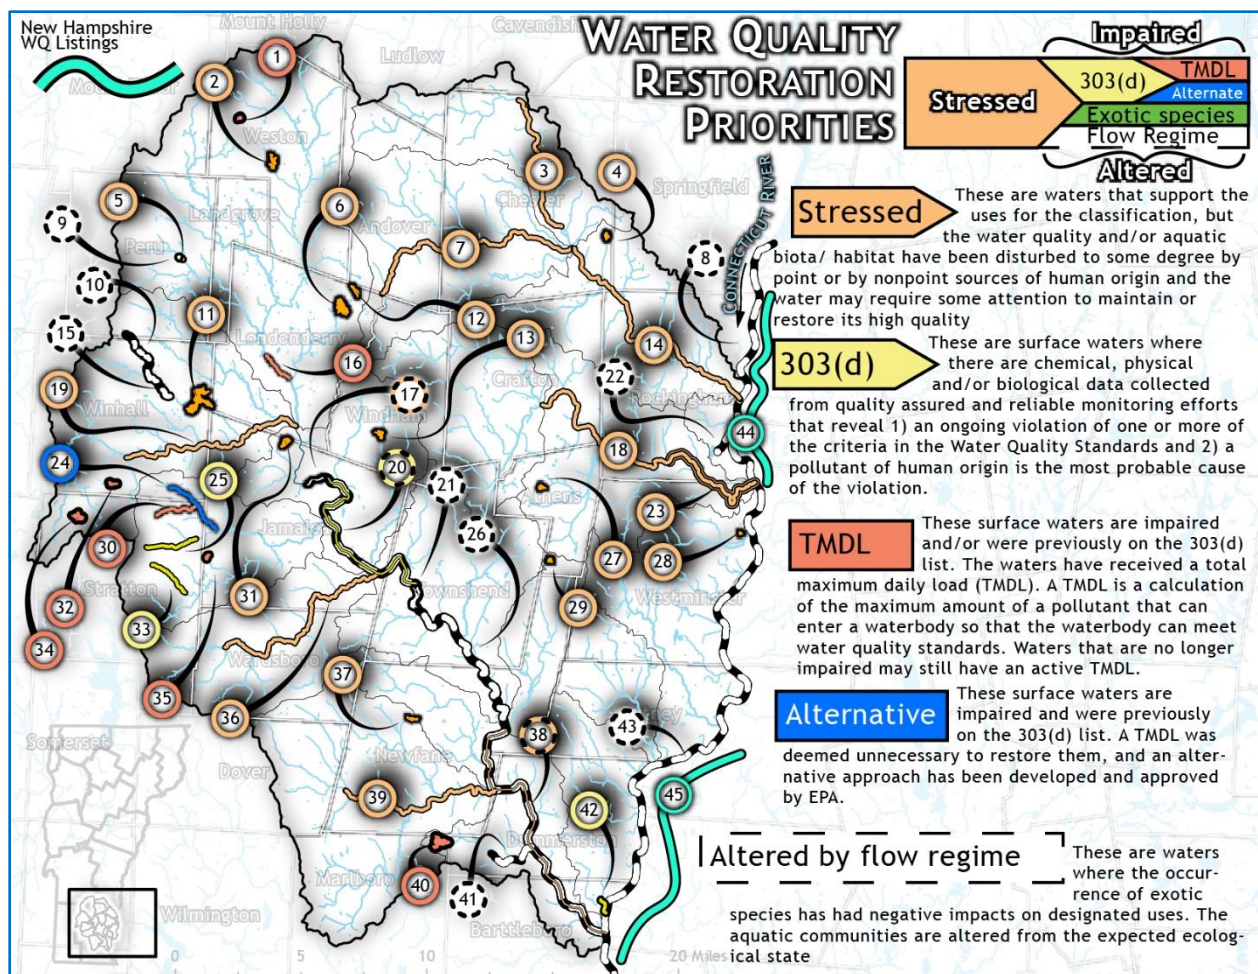 New Hampshire
WQ Listings
WATER QUALITY
RESTORATION
PRIORITIES
Impaired
Stressed
303(d)
TMDL
Alternate
Exotic species
Flow Regime
Altered
Mount Holly
Ludlow
Cavendish
Weston
Chester
Springfield
Landgrove
Andover
Peru
Londonderry
Grafton
Rockingham
Winhall
Windham
Athens
Jamaica
Stratton
Townshend
Westminster
Wardsboro
Somerset
Dover
Newfane
Dummerston
Marlboro
Wilmington
Barttleboro
CONNECTICUT RIVER
1
2
3
4
5
6
7
8
9
10
11
12
13
14
15
16
17
18
19
20
21
22
23
24
25
26
27
28
29
30
31
32
33
34
35
36
37
38
39
40
41
42
43
44
45
0
5
10
20 Miles
Stressed
These are waters that support the
uses for the classification, but
the water quality and/or aquatic
biota/ habitat have been disturbed to some degree by
point or by nonpoint sources of human origin and the
water may require some attention to maintain or
restore its high quality
303(d)
These are surface waters where
there are chemical, physical
and/or biological data collected
from quality assured and reliable monitoring efforts
that reveal 1) an ongoing violation of one or more of
the criteria in the Water Quality Standards and 2) a
pollutant of human origin is the most probable cause
of the violation.
TMDL
These surface waters are impaired
and/or were previously on the 303(d)
list. The waters have received a total
maximum daily load (TMDL). A TMDL is a calculation
of the maximum amount of a pollutant that can
enter a waterbody so that the waterbody can meet
water quality standards. Waters that are no longer
impaired may still have an active TMDL.
Alternative
These surface waters are
impaired and were previously
on the 303(d) list. A TMDL was
deemed unnecessary to restore them, and an alter-
native approach has been developed and approved
by EPA.
Altered by flow regime
These are waters
where the occur-
rence of exotic
species has had negative impacts on designated uses. The
aquatic communities are altered from the expected ecolog-
ical state